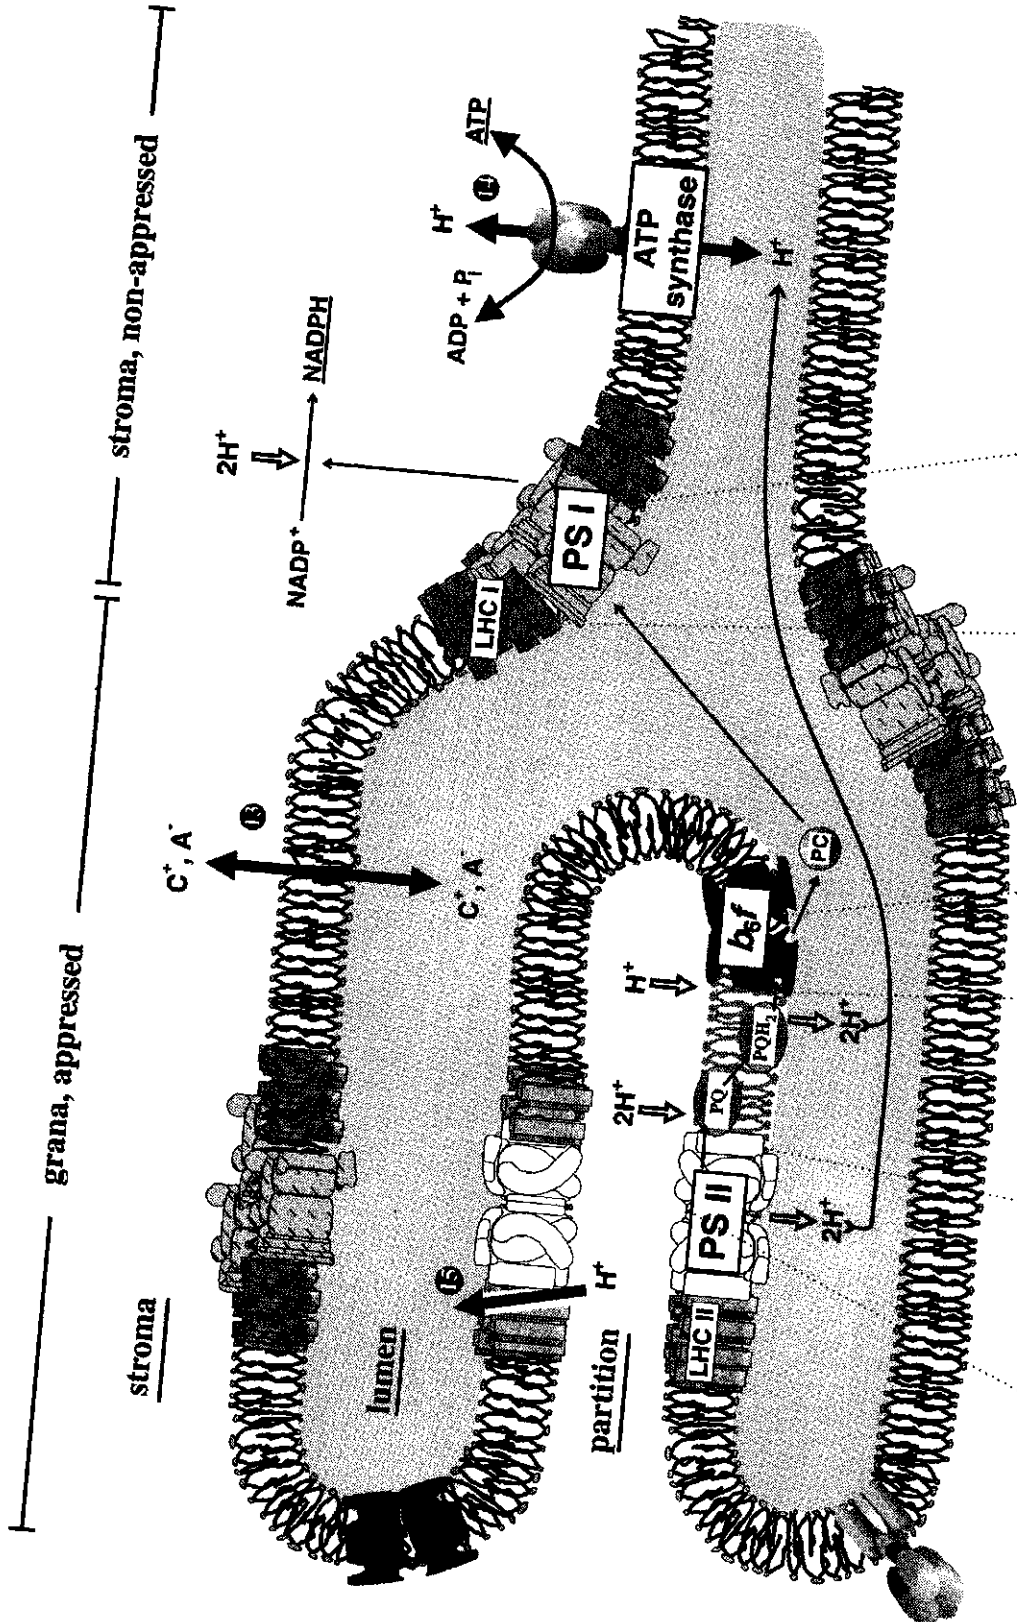 grana, appressed
stroma, non-appressed
stroma
2H⁺
NADP⁺
NADPH
C⁺, A⁻
H⁺
ATP
ADP + Pᵢ
lumen
C⁺, A⁻
LHC I
PS I
ATP
synthase
H⁺
partition
H⁺
2H⁺
H⁺
LHC II
PS II
PQ
PQH₂
b₆f
PC
2H⁺
2H⁺